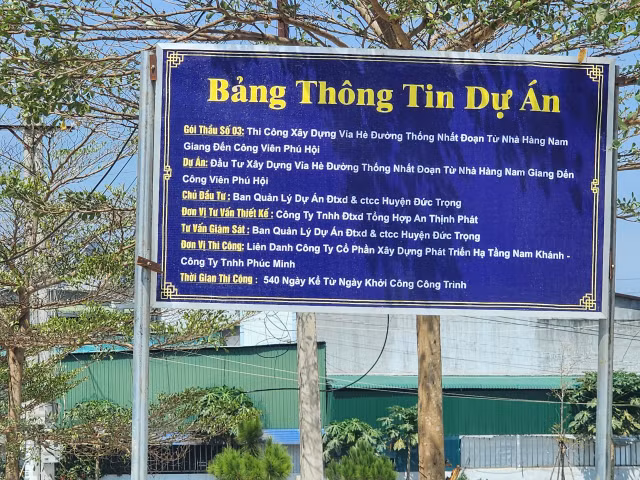 Bảng Thông Tin Dự Án
Gói Thầu Số 03: Thi Công Xây Dựng Vỉa Hè Đường Thống Nhất Đoạn Từ Nhà Hàng Nam
Giang Đến Công Viên Phú Hội
Dự Án: Đầu Tư Xây Dựng Vỉa Hè Đường Thống Nhất Đoạn Từ Nhà Hàng Nam Giang Đến
Công Viên Phú Hội
Chủ Đầu Tư : Ban Quản Lý Dự Án Đtxd & ctcc Huyện Đức Trọng
Đơn Vị Tư Vấn Thiết Kế : Công Ty Tnhh Đtxd Tổng Hợp An Thịnh Phát
Tư Vấn Giám Sát : Ban Quản Lý Dự Án Đtxd & ctcc Huyện Đức Trọng
Đơn Vị Thi Công: Liên Danh Công Ty Cổ Phần Xây Dựng Phát Triển Hạ Tầng Nam Khánh -
Công Ty Tnhh Phúc Minh
Thời Gian Thi Công : 540 Ngày Kể Từ Ngày Khởi Công Công Trình